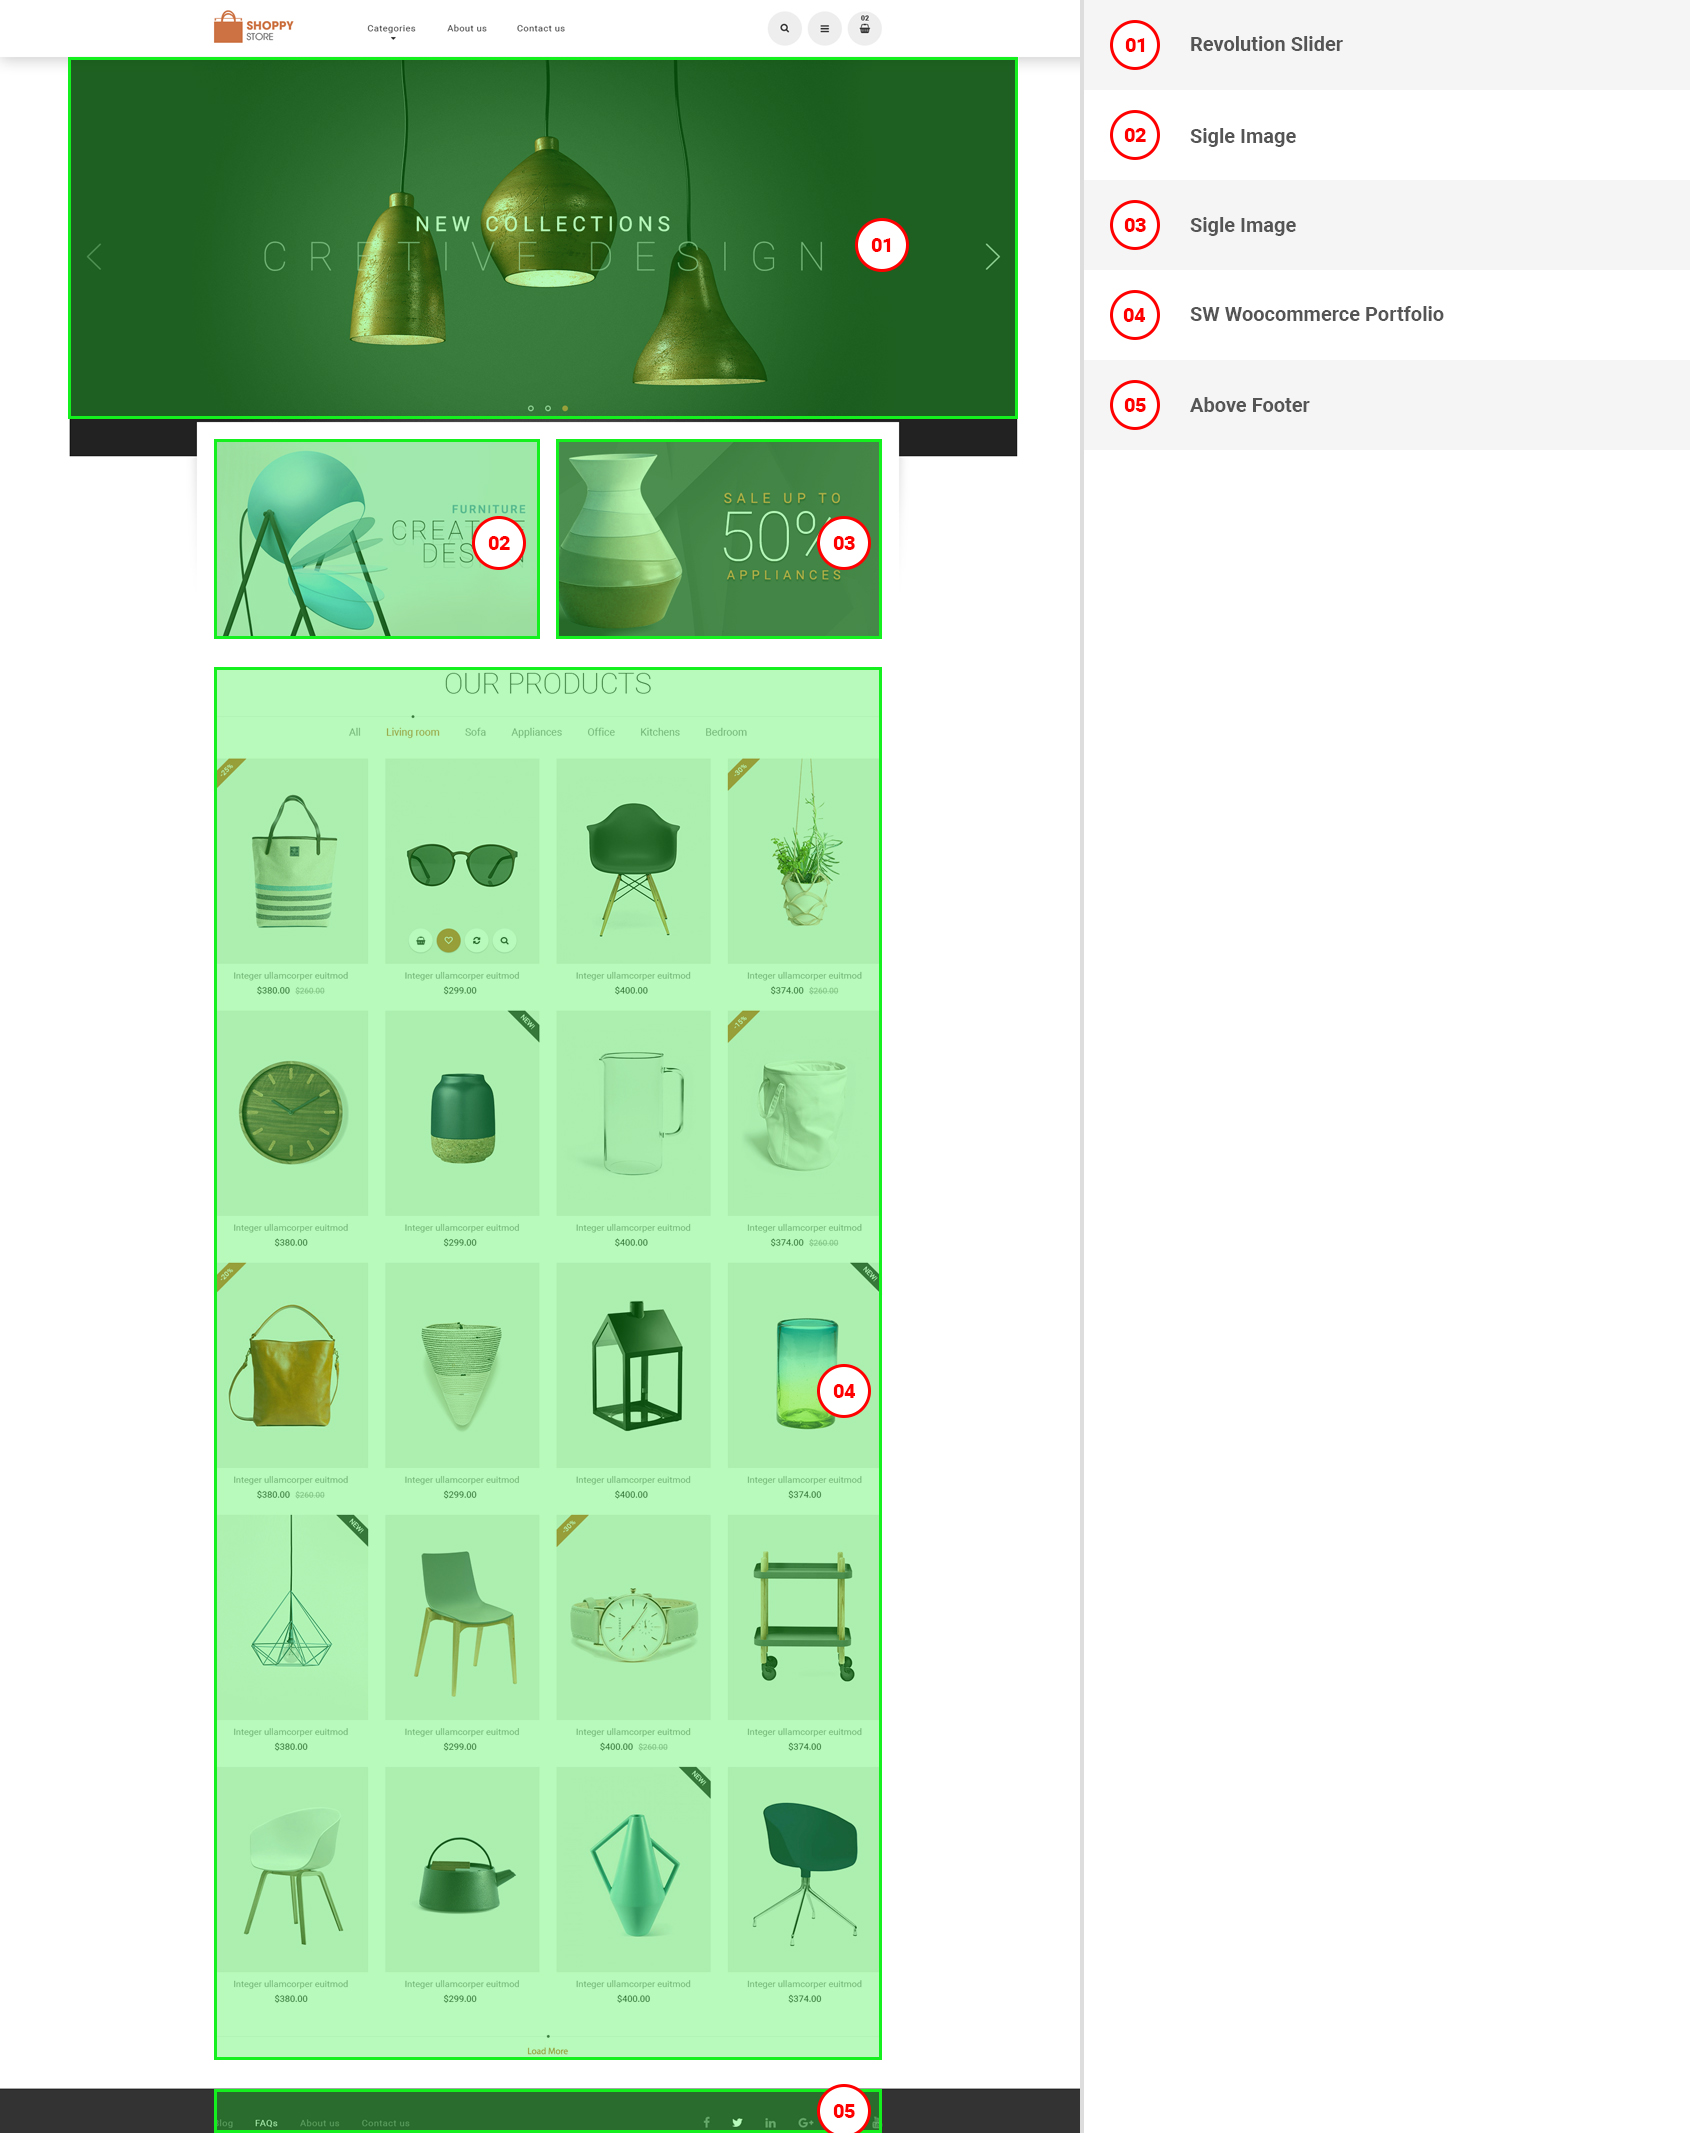 SHOPPY
STORE
Categories About us Contact us
02
NEW COLLECTIONS
CRETIVE DESIGN
01
FURNITURE
02
SALE UP TO
50%
APPLIANCES
03
OUR PRODUCTS
All Living room Sofa Appliances Office Kitchens Bedroom
-25%
-30%
Integer ullamcorper euitmod Integer ullamcorper euitmod Integer ullamcorper euitmod Integer ullamcorper euitmod
$380.00 $260.00 $299.00 $400.00 $374.00 $260.00
NEW!
-15%
Integer ullamcorper euitmod Integer ullamcorper euitmod Integer ullamcorper euitmod Integer ullamcorper euitmod
$380.00 $299.00 $400.00 $374.00 $260.00
-20%
NEW!
04
Integer ullamcorper euitmod Integer ullamcorper euitmod Integer ullamcorper euitmod Integer ullamcorper euitmod
$380.00 $260.00 $299.00 $400.00 $374.00
NEW!
-30%
Integer ullamcorper euitmod Integer ullamcorper euitmod Integer ullamcorper euitmod Integer ullamcorper euitmod
$380.00 $299.00 $400.00 $260.00 $374.00
NEW!
Integer ullamcorper euitmod Integer ullamcorper euitmod Integer ullamcorper euitmod Integer ullamcorper euitmod
$380.00 $299.00 $400.00 $374.00
Load More
FAQs About us Contact us
05
01 Revolution Slider
02 Sigle Image
03 Sigle Image
04 SW Woocommerce Portfolio
05 Above Footer